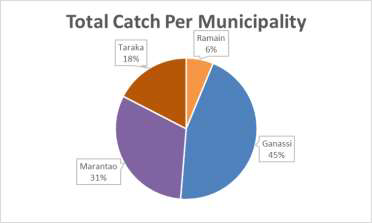 Total Catch Per Municipality
Ramain
6%
Taraka
18%
Ganassi
45%
Marantao
31%